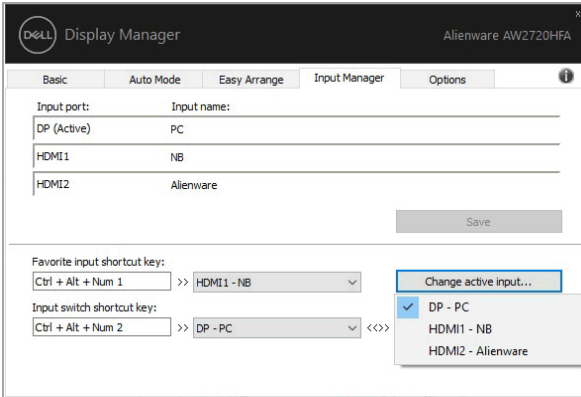 DELL Display Manager Alienware AW2720HFA
Basic Auto Mode Easy Arrange Input Manager Options
Input port: Input name:
DP (Active) PC
HDMI1 NB
HDMI2 Alienware
Save
Favorite input shortcut key:
Ctrl + Alt + Num 1 >> HDMI1 - NB Change active input...
DP - PC
Input switch shortcut key:
Ctrl + Alt + Num 2 >> DP - PC <<>> HDMI1 - NB
HDMI2 - Alienware